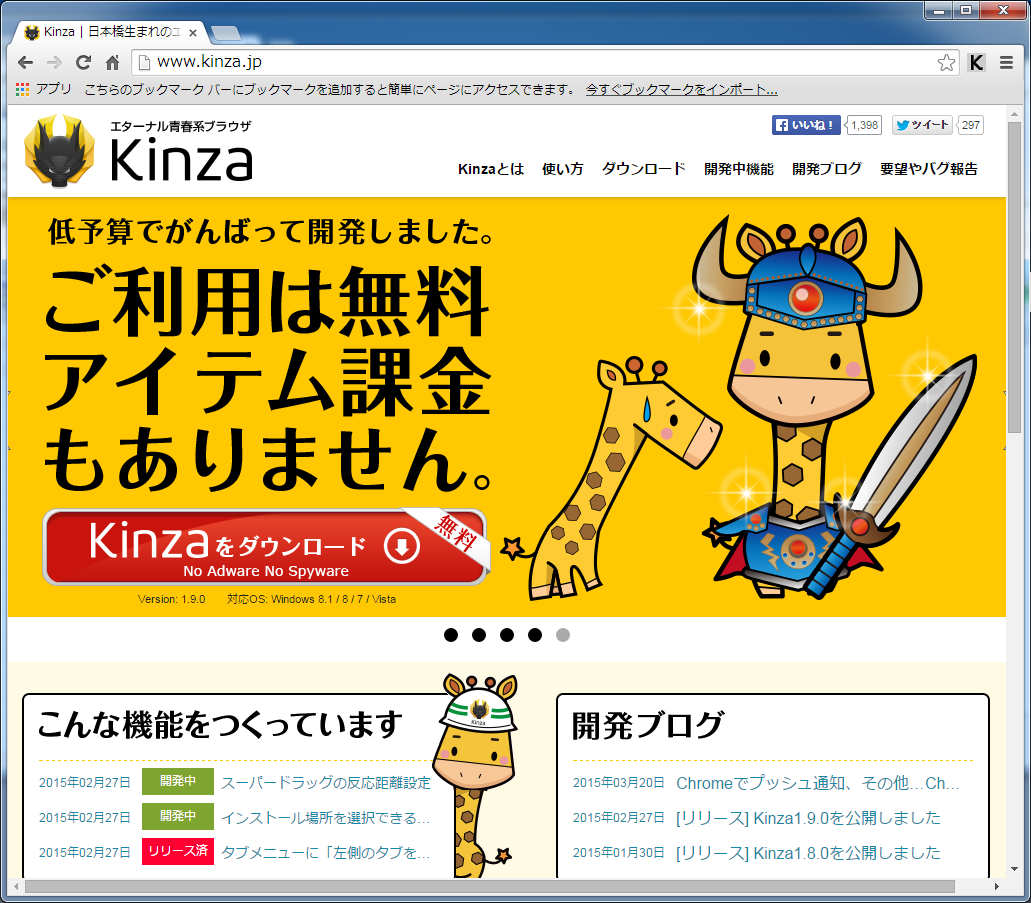 Kinza | 日本橋生まれのエ
www.kinza.jp
K
アプリ こちらのブックマーク バーにブックマークを追加すると簡単にページにアクセスできます。 今すぐブックマークをインポート...
エターナル青春系ブラウザ
Kinza
いいね！ 1,398 ツイート 297
Kinzaとは 使い方 ダウンロード 開発中機能 開発ブログ 要望やバグ報告
低予算でがんばって開発しました。
ご利用は無料
アイテム課金
もありません。
Kinzaをダウンロード 無料
No Adware No Spyware
Version: 1.9.0 対応OS: Windows 8.1 / 8 / 7 / Vista
こんな機能をつくっています
Kinza
2015年02月27日 開発中 スーパードラッグの反応距離設定
2015年02月27日 開発中 インストール場所を選択できる...
2015年02月27日 リリース済 タブメニューに「左側のタブを...
開発ブログ
2015年03月20日 Chromeでプッシュ通知、その他...Ch...
2015年02月27日 [リリース] Kinza1.9.0を公開しました
2015年01月30日 [リリース] Kinza1.8.0を公開しました